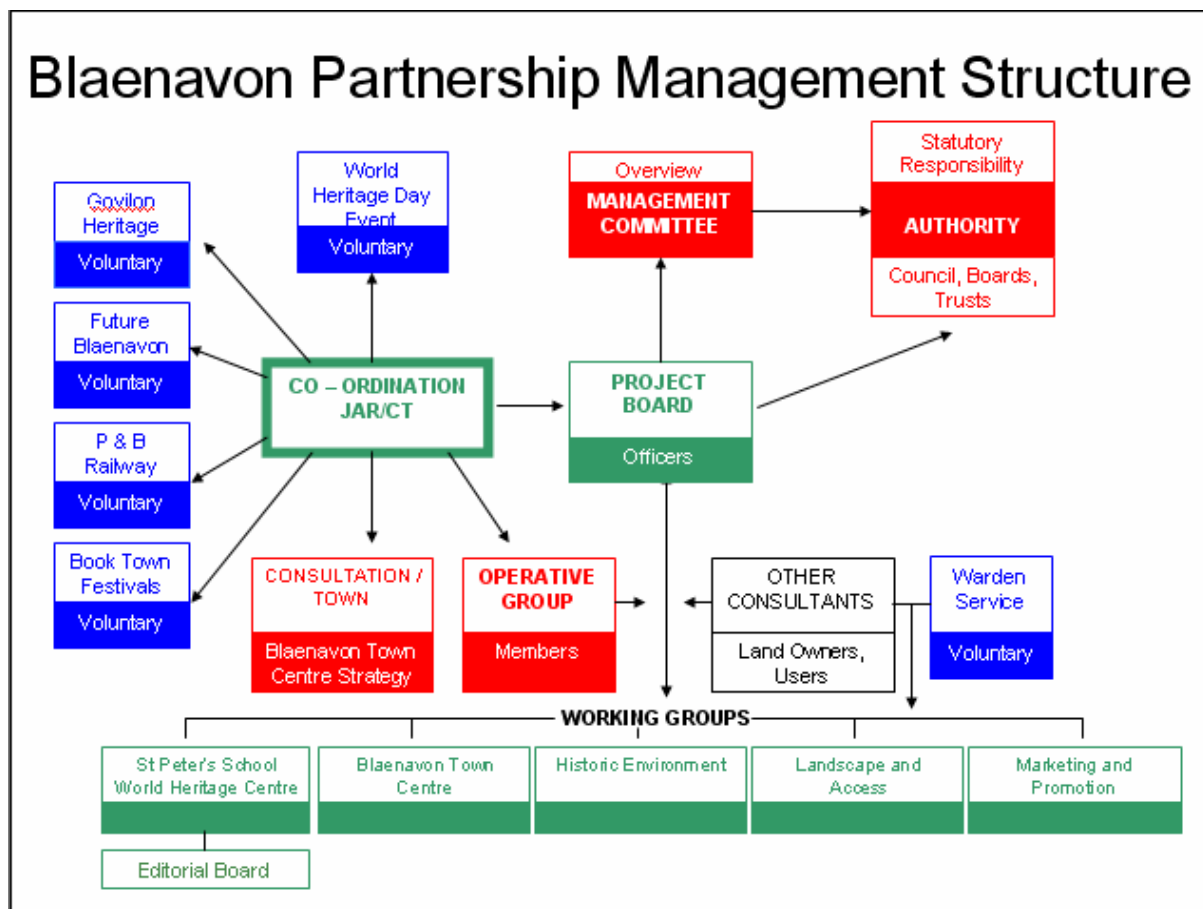 Blaenavon Partnership Management Structure
Govilon
Heritage
Voluntary
World
Heritage Day
Event
Voluntary
Overview
MANAGEMENT
COMMITTEE
Statutory
Responsibility
AUTHORITY
Council, Boards,
Trusts
Future
Blaenavon
Voluntary
CO – ORDINATION
JAR/CT
PROJECT
BOARD
Officers
P & B
Railway
Voluntary
Book Town
Festivals
Voluntary
CONSULTATION /
TOWN
Blaenavon Town
Centre Strategy
OPERATIVE
GROUP
Members
OTHER
CONSULTANTS
Land Owners,
Users
Warden
Service
Voluntary
WORKING GROUPS
St Peter's School
World Heritage Centre
Blaenavon Town
Centre
Historic Environment
Landscape and
Access
Marketing and
Promotion
Editorial Board